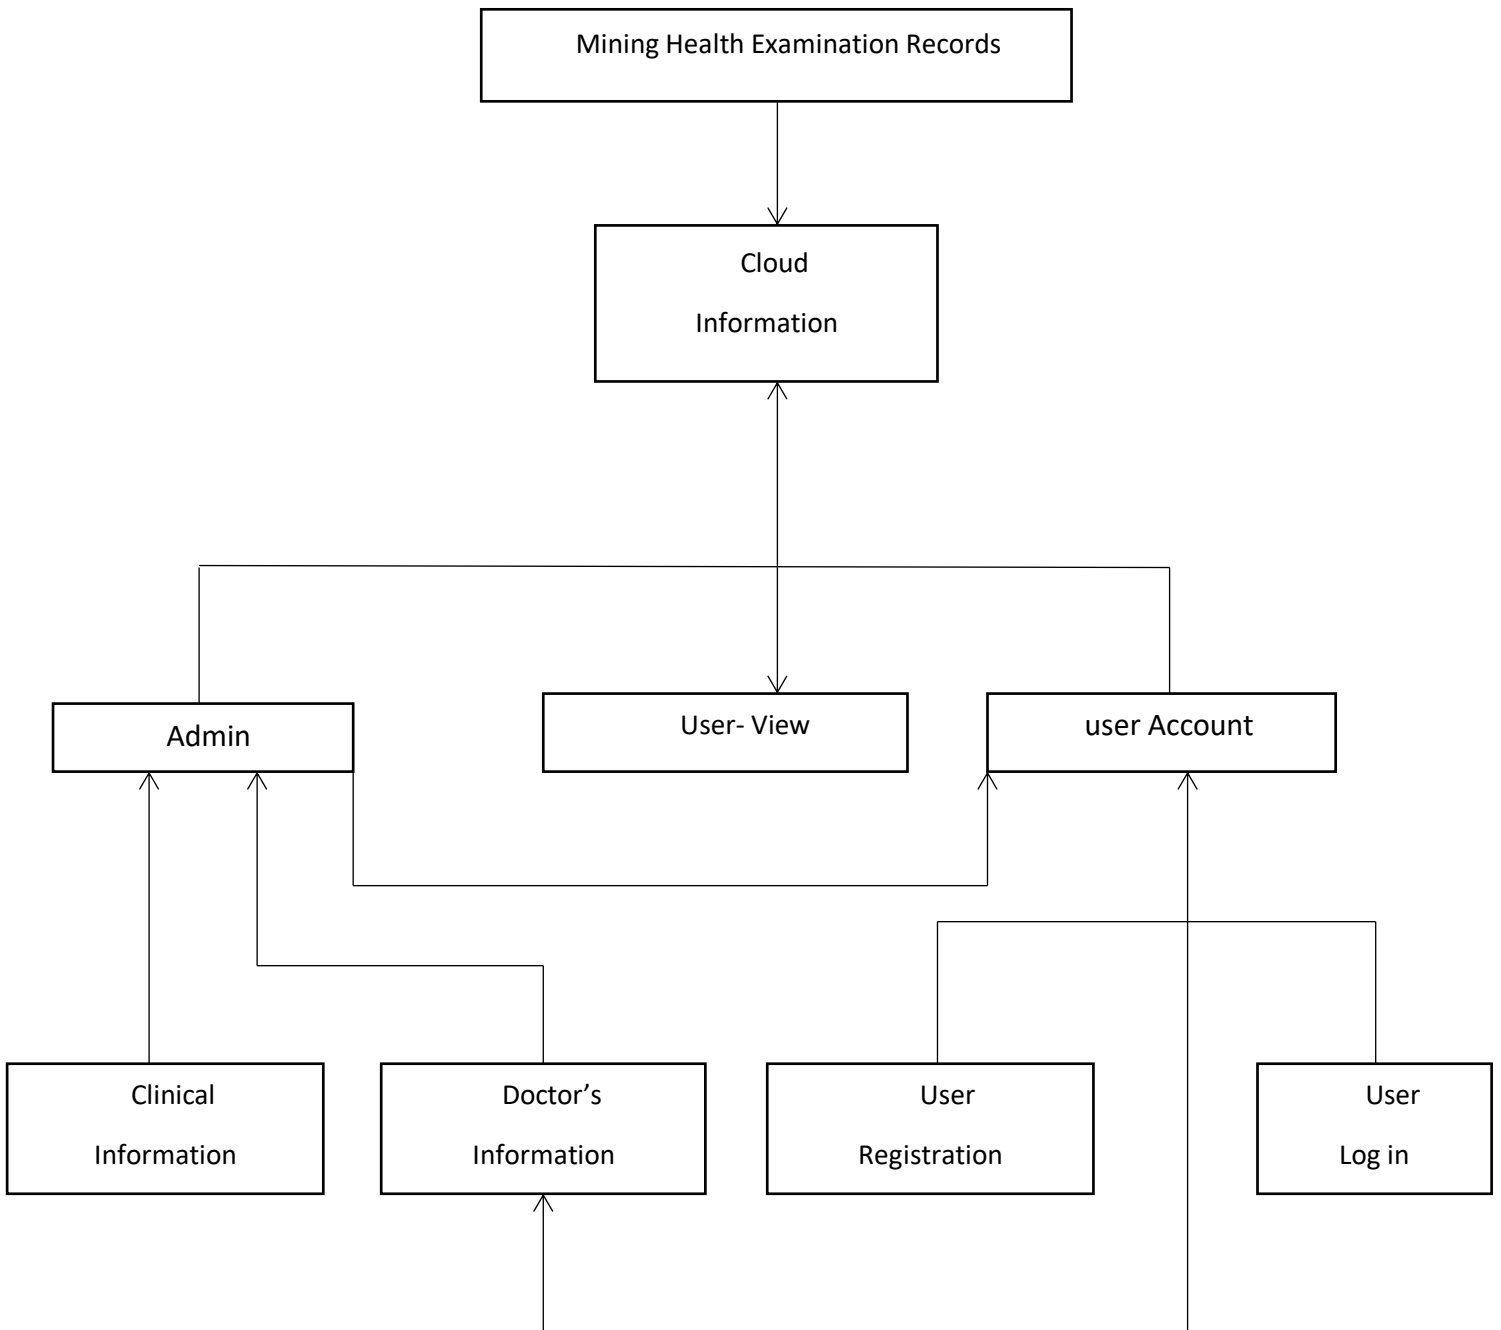 Mining Health Examination Records
Cloud
Information
Admin
User- View
user Account
Clinical
Information
Doctor’s
Information
User
Registration
User
Log in